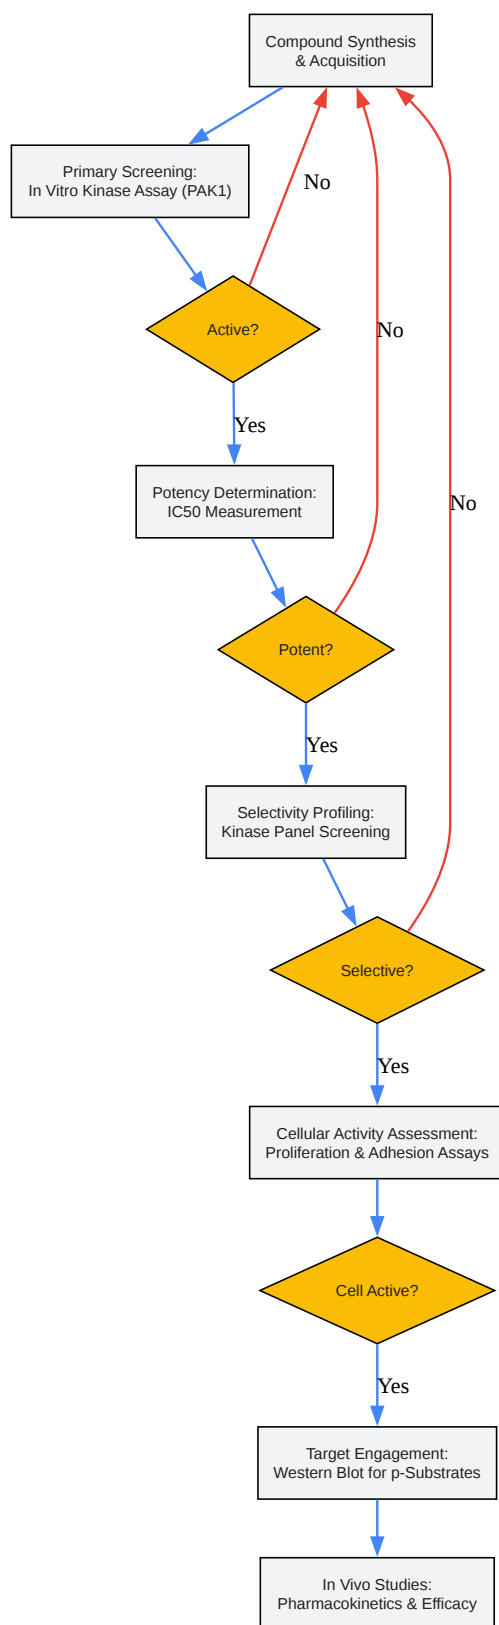 Compound Synthesis
& Acquisition
Primary Screening:
In Vitro Kinase Assay (PAK1)
No
Active?
No
Yes
Potency Determination:
IC50 Measurement
No
Potent?
Yes
Selectivity Profiling:
Kinase Panel Screening
Selective?
Yes
Cellular Activity Assessment:
Proliferation & Adhesion Assays
Cell Active?
Yes
Target Engagement:
Western Blot for p-Substrates
In Vivo Studies:
Pharmacokinetics & Efficacy